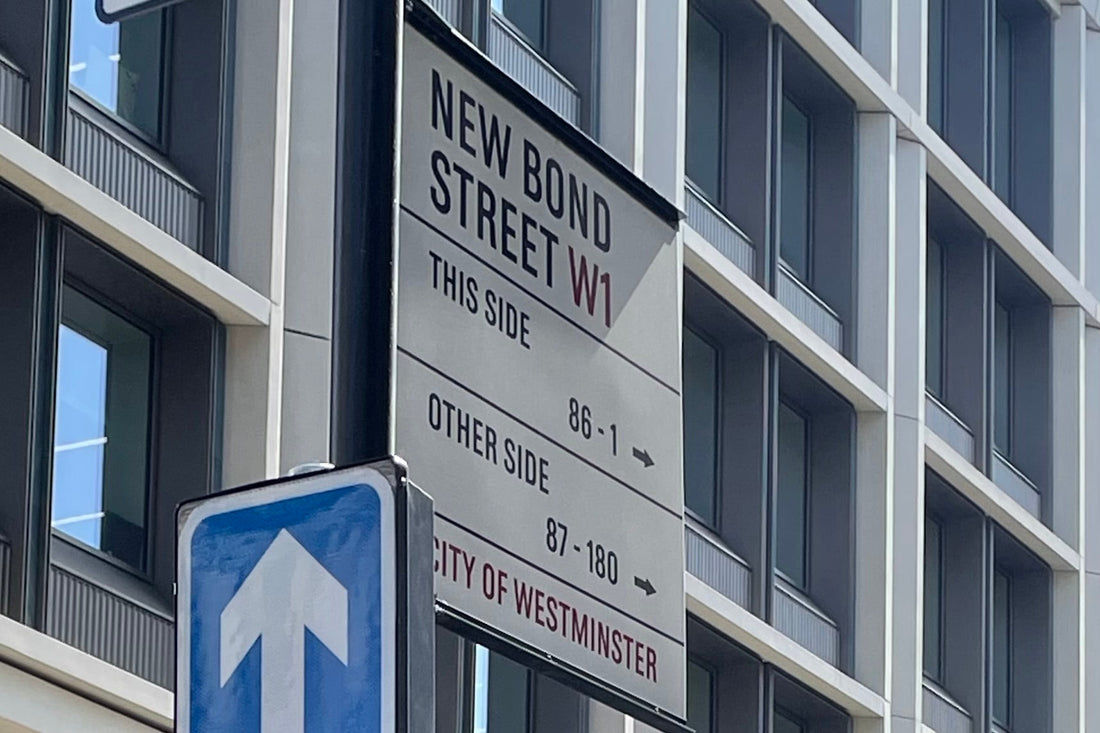 NEW BOND
STREET W1
THIS SIDE
86-1 →
OTHER SIDE
87-180 →
CITY OF WESTMINSTER